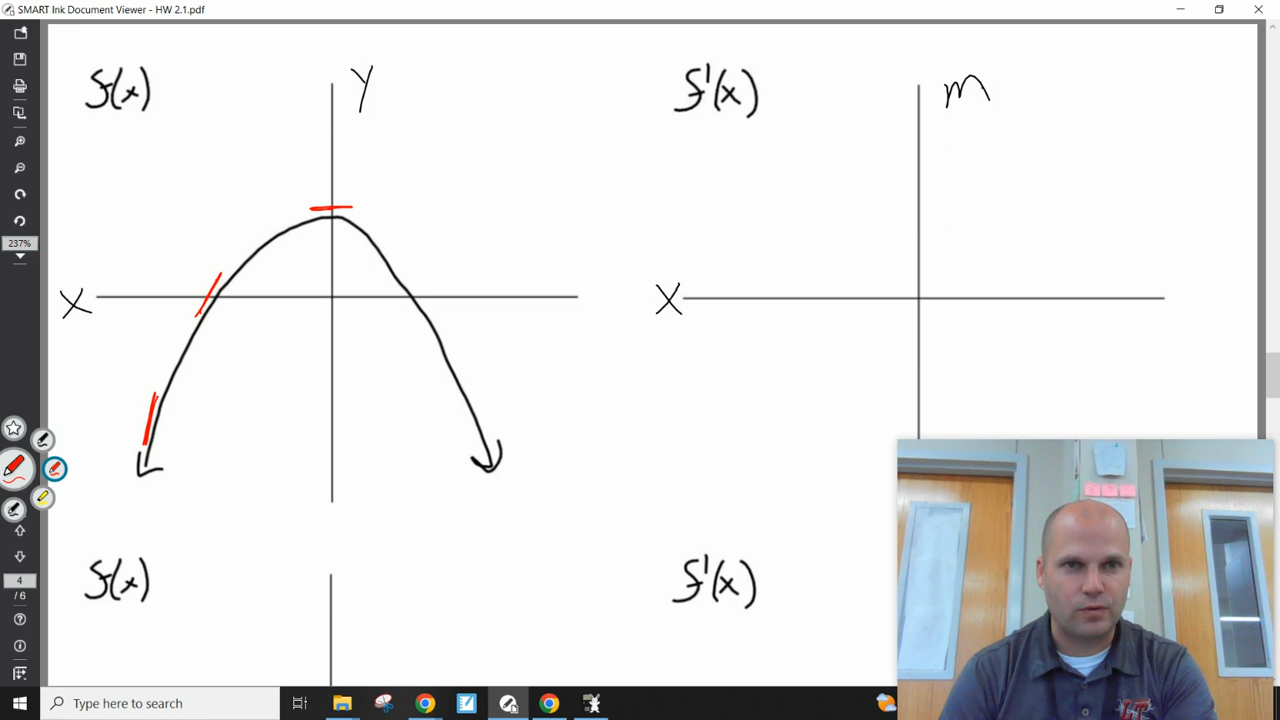 SMART Ink Document Viewer - HW 2.1.pdf
f(x)
y
f'(x)
m
237%
X
X
4
/ 6
f(x)
f'(x)
Type here to search